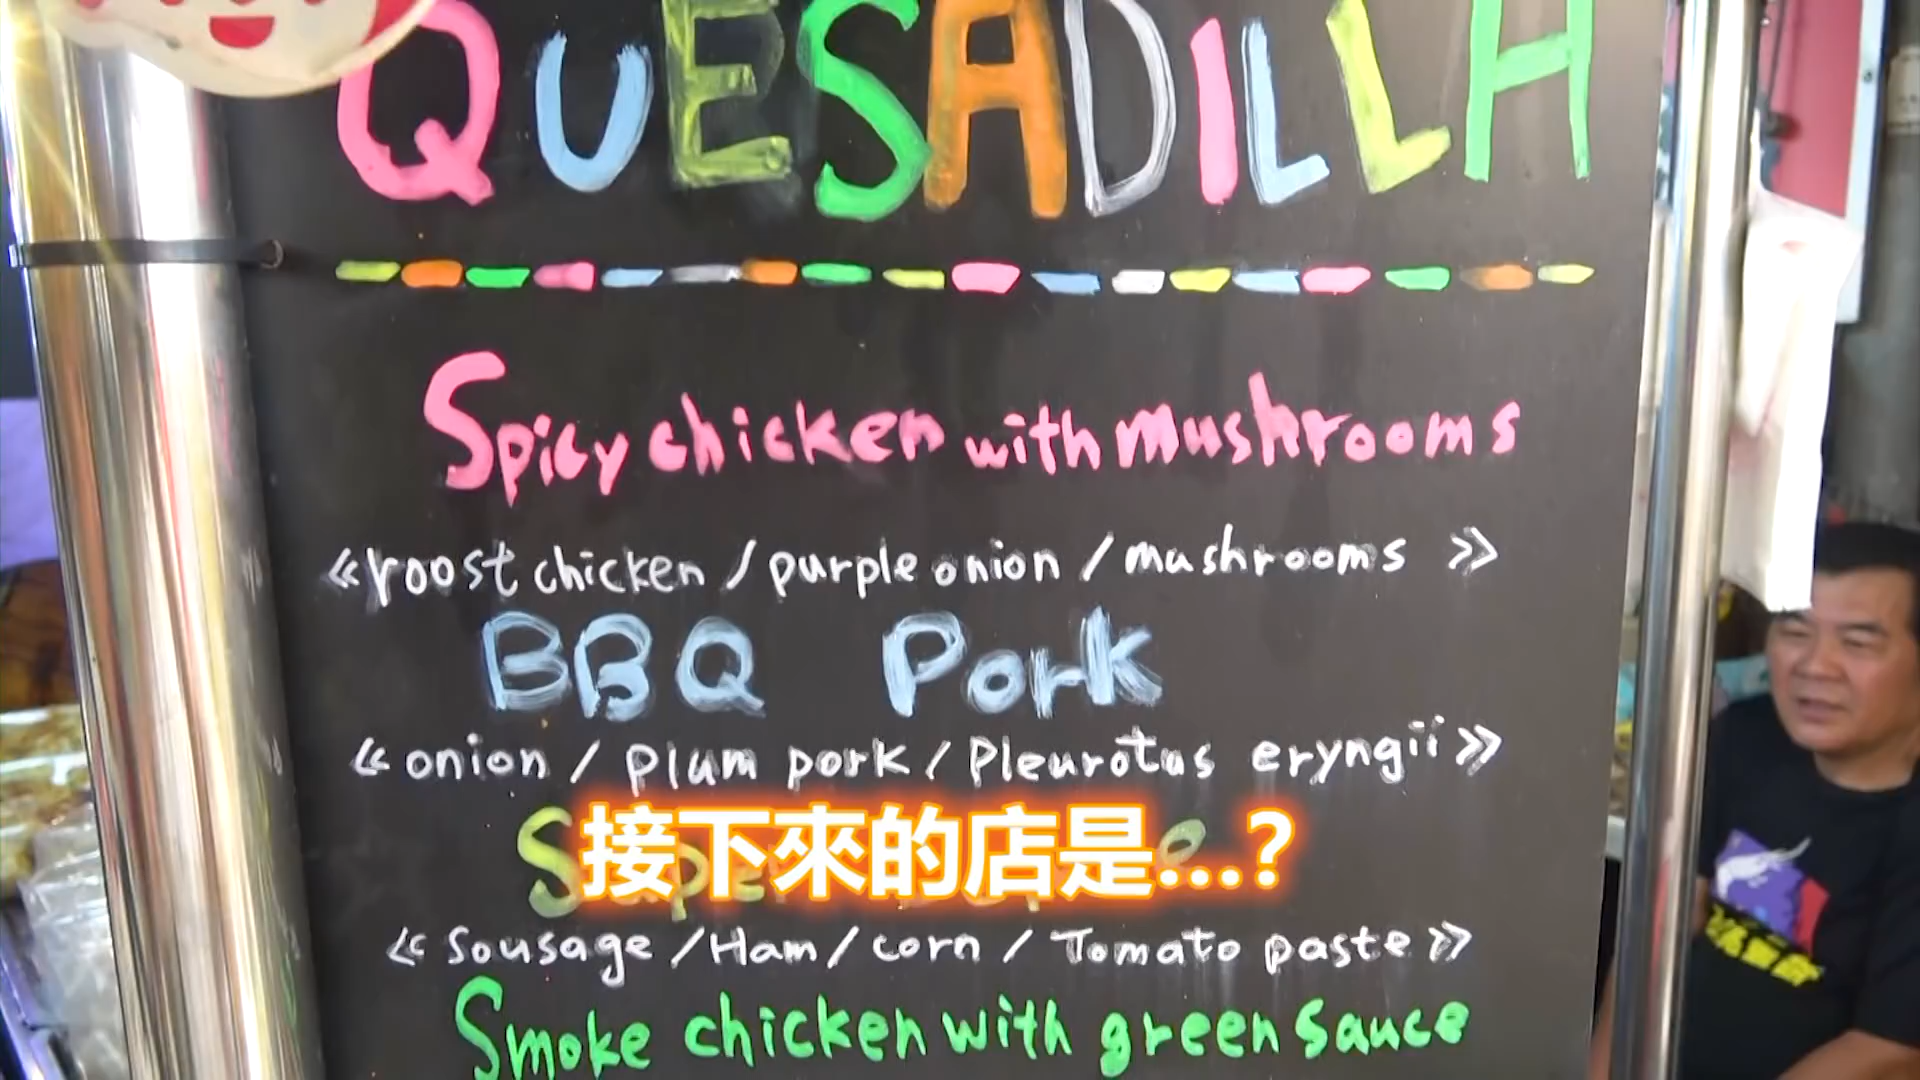 QUESADILLA
Spicy chicken with mushrooms
«roost chicken / purple onion / mushrooms »
BBQ Pork
« onion / plum pork / Pleurotus eryngii »
接下來的店是...?
« Sousage / Ham / corn / Tomato paste »
Smoke chicken with green sauce